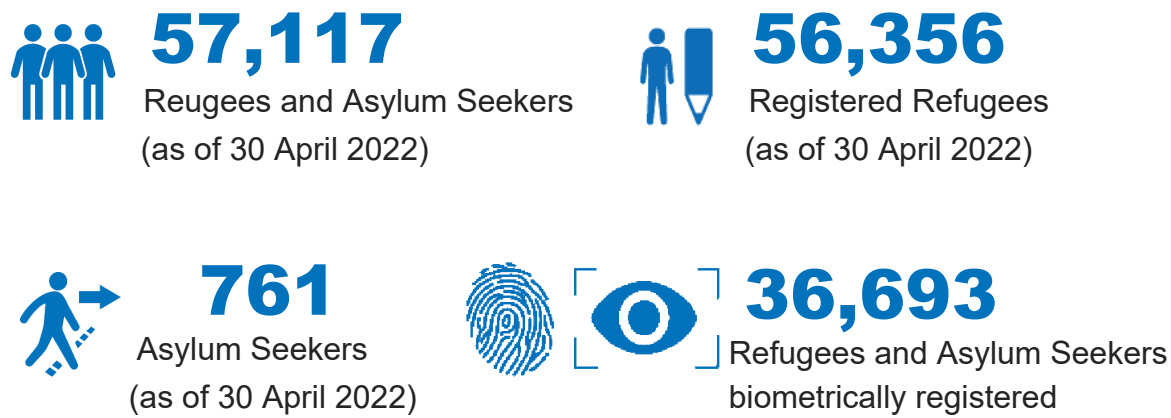 57,117
Reugees and Asylum Seekers
(as of 30 April 2022)
56,356
Registered Refugees
(as of 30 April 2022)
761
Asylum Seekers
(as of 30 April 2022)
36,693
Refugees and Asylum Seekers
biometrically registered